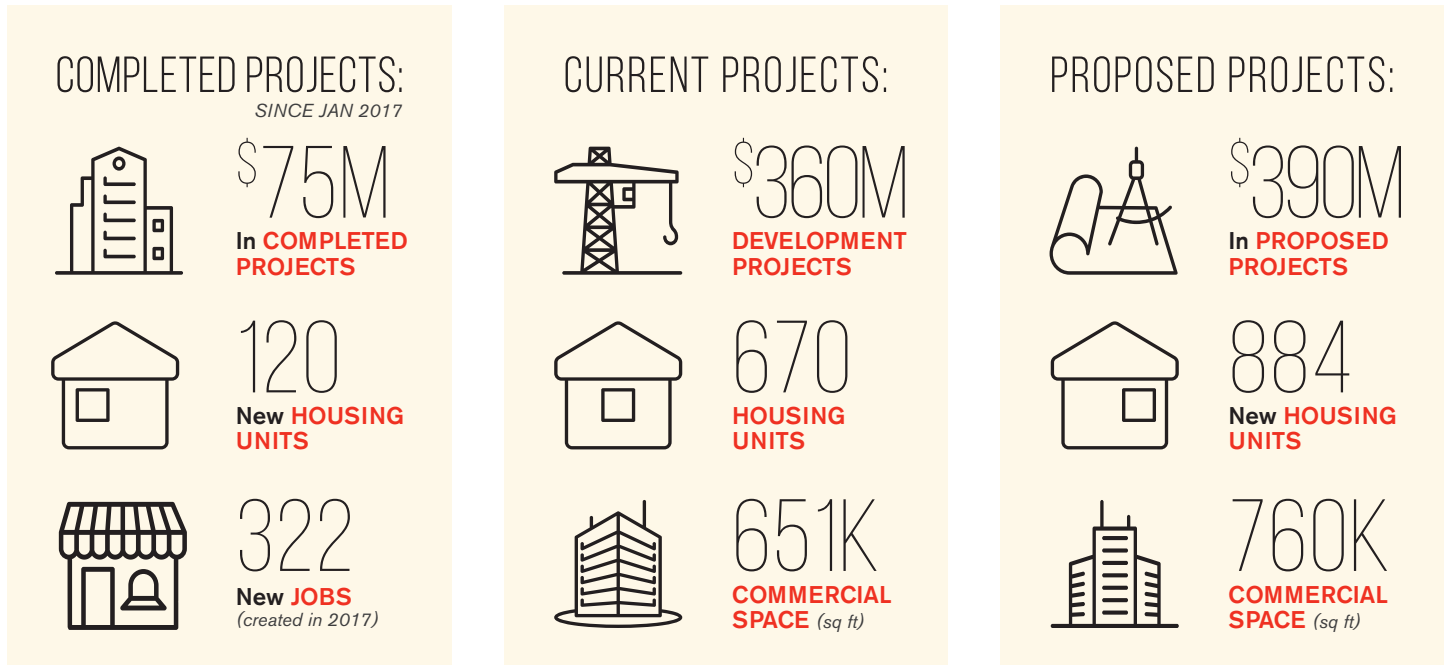 COMPLETED PROJECTS:
SINCE JAN 2017
$75M
In COMPLETED
PROJECTS
120
New HOUSING
UNITS
322
New JOBS
(created in 2017)
CURRENT PROJECTS:
$360M
DEVELOPMENT
PROJECTS
670
HOUSING
UNITS
651K
COMMERCIAL
SPACE (sq ft)
PROPOSED PROJECTS:
$390M
In PROPOSED
PROJECTS
884
New HOUSING
UNITS
760K
COMMERCIAL
SPACE (sq ft)